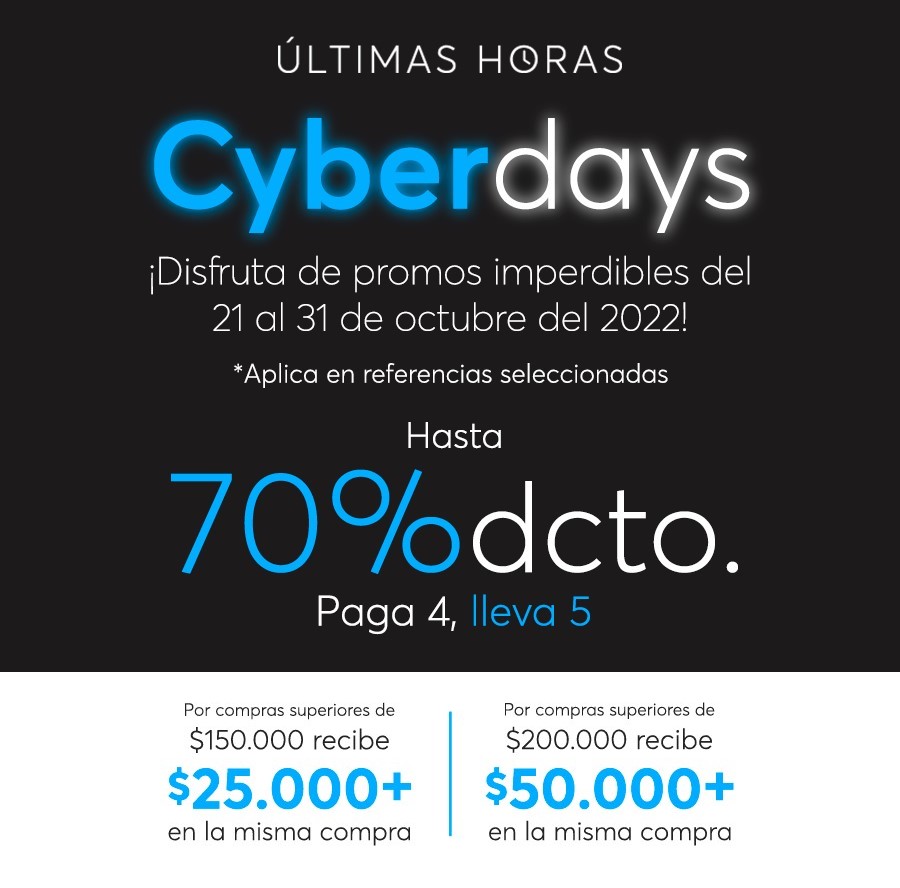 ÚLTIMAS HORAS
Cyberdays
¡Disfruta de promos imperdibles del
21 al 31 de octubre del 2022!
*Aplica en referencias seleccionadas
Hasta
70%dcto.
Paga 4, lleva 5
Por compras superiores de
$150.000 recibe
$25.000+
en la misma compra
Por compras superiores de
$200.000 recibe
$50.000+
en la misma compra